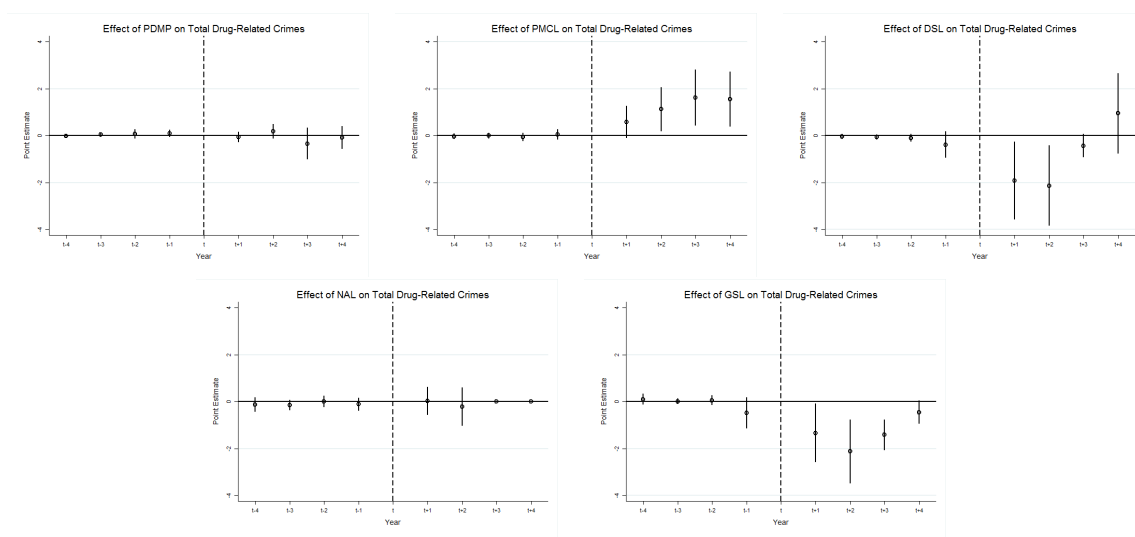 Effect of PDMP on Total Drug-Related Crimes
Point Estimate
4
2
0
-2
-4
t-4 t-3 t-2 t-1 t t+1 t+2 t+3 t+4
Year
Effect of PMCL on Total Drug-Related Crimes
Point Estimate
4
2
0
-2
-4
t-4 t-3 t-2 t-1 t t+1 t+2 t+3 t+4
Year
Effect of DSL on Total Drug-Related Crimes
Point Estimate
4
2
0
-2
-4
t-4 t-3 t-2 t-1 t t+1 t+2 t+3 t+4
Year
Effect of NAL on Total Drug-Related Crimes
Point Estimate
4
2
0
-2
-4
t-4 t-3 t-2 t-1 t t+1 t+2 t+3 t+4
Year
Effect of GSL on Total Drug-Related Crimes
Point Estimate
4
2
0
-2
-4
t-4 t-3 t-2 t-1 t t+1 t+2 t+3 t+4
Year